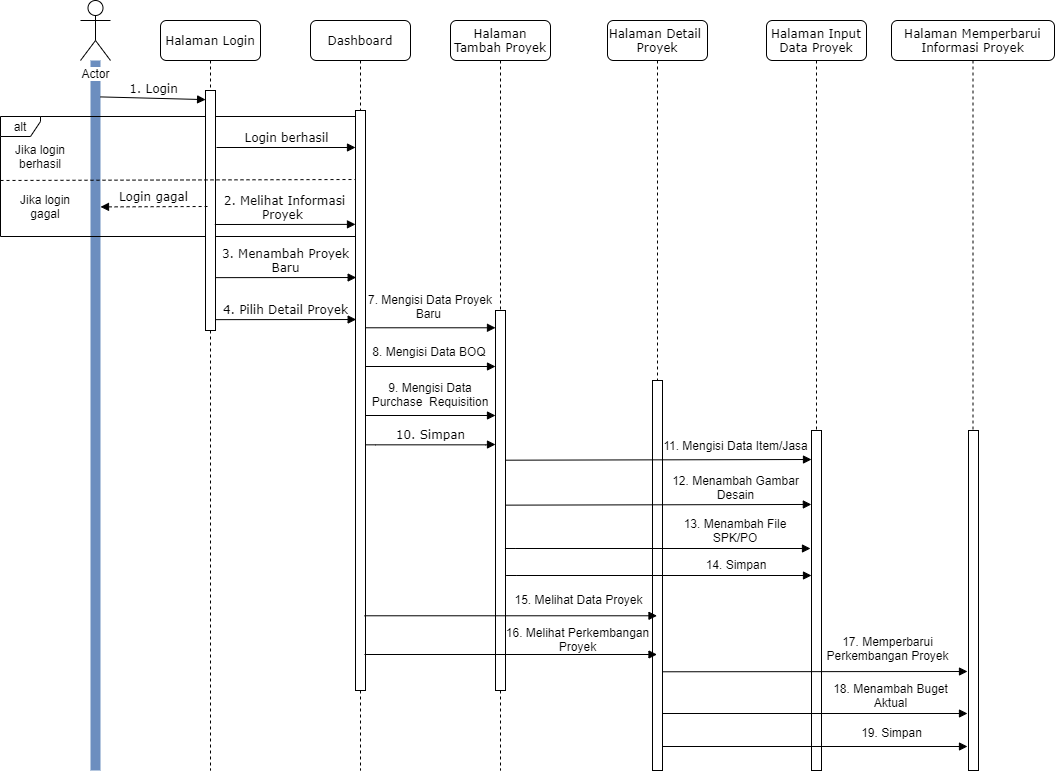 Actor
Halaman Login
Dashboard
Halaman
Tambah Proyek
Halaman Detail
Proyek
Halaman Input
Data Proyek
Halaman Memperbarui
Informasi Proyek
1. Login
alt
Jika login
berhasil
Login berhasil
Jika login
gagal
Login gagal
2. Melihat Informasi
Proyek
3. Menambah Proyek
Baru
4. Pilih Detail Proyek
7. Mengisi Data Proyek
Baru
8. Mengisi Data BOQ
9. Mengisi Data
Purchase Requisition
10. Simpan
11. Mengisi Data Item/Jasa
12. Menambah Gambar
Desain
13. Menambah File
SPK/PO
14. Simpan
15. Melihat Data Proyek
16. Melihat Perkembangan
Proyek
17. Memperbarui
Perkembangan Proyek
18. Menambah Buget
Aktual
19. Simpan